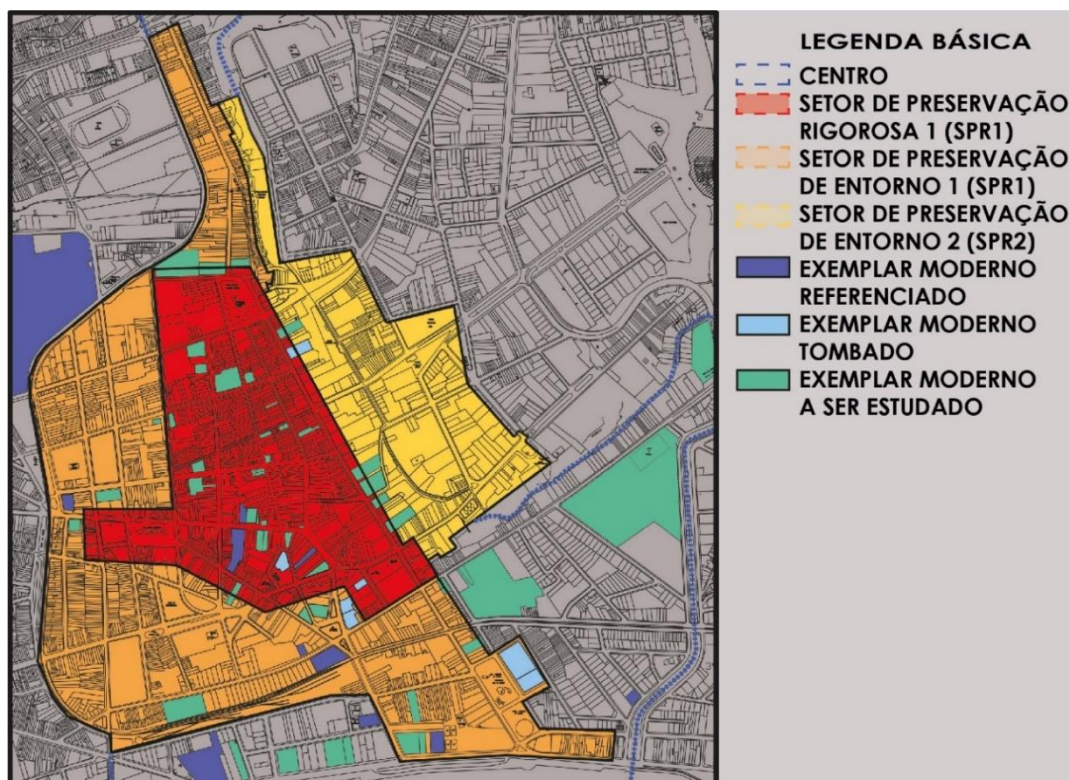 LEGENDA BÁSICA
CENTRO
SETOR DE PRESERVAÇÃO
RIGOROSA 1 (SPR1)
SETOR DE PRESERVAÇÃO
DE ENTORNO 1 (SPR1)
SETOR DE PRESERVAÇÃO
DE ENTORNO 2 (SPR2)
EXEMPLAR MODERNO
REFERENCIADO
EXEMPLAR MODERNO
TOMBADO
EXEMPLAR MODERNO
A SER ESTUDADO